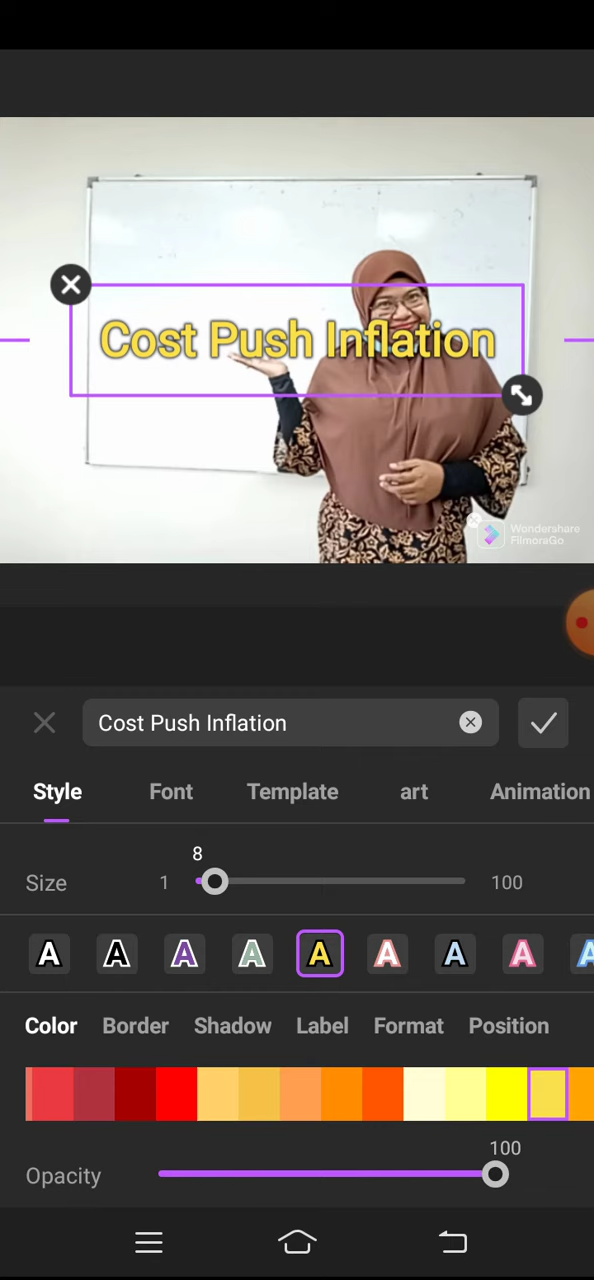 Cost Push Inflation
Wondershare
FilmoraGo
Cost Push Inflation
Style Font Template art Animation
8
Size 1 100
A A A A A A A A A
Color Border Shadow Label Format Position
100
Opacity